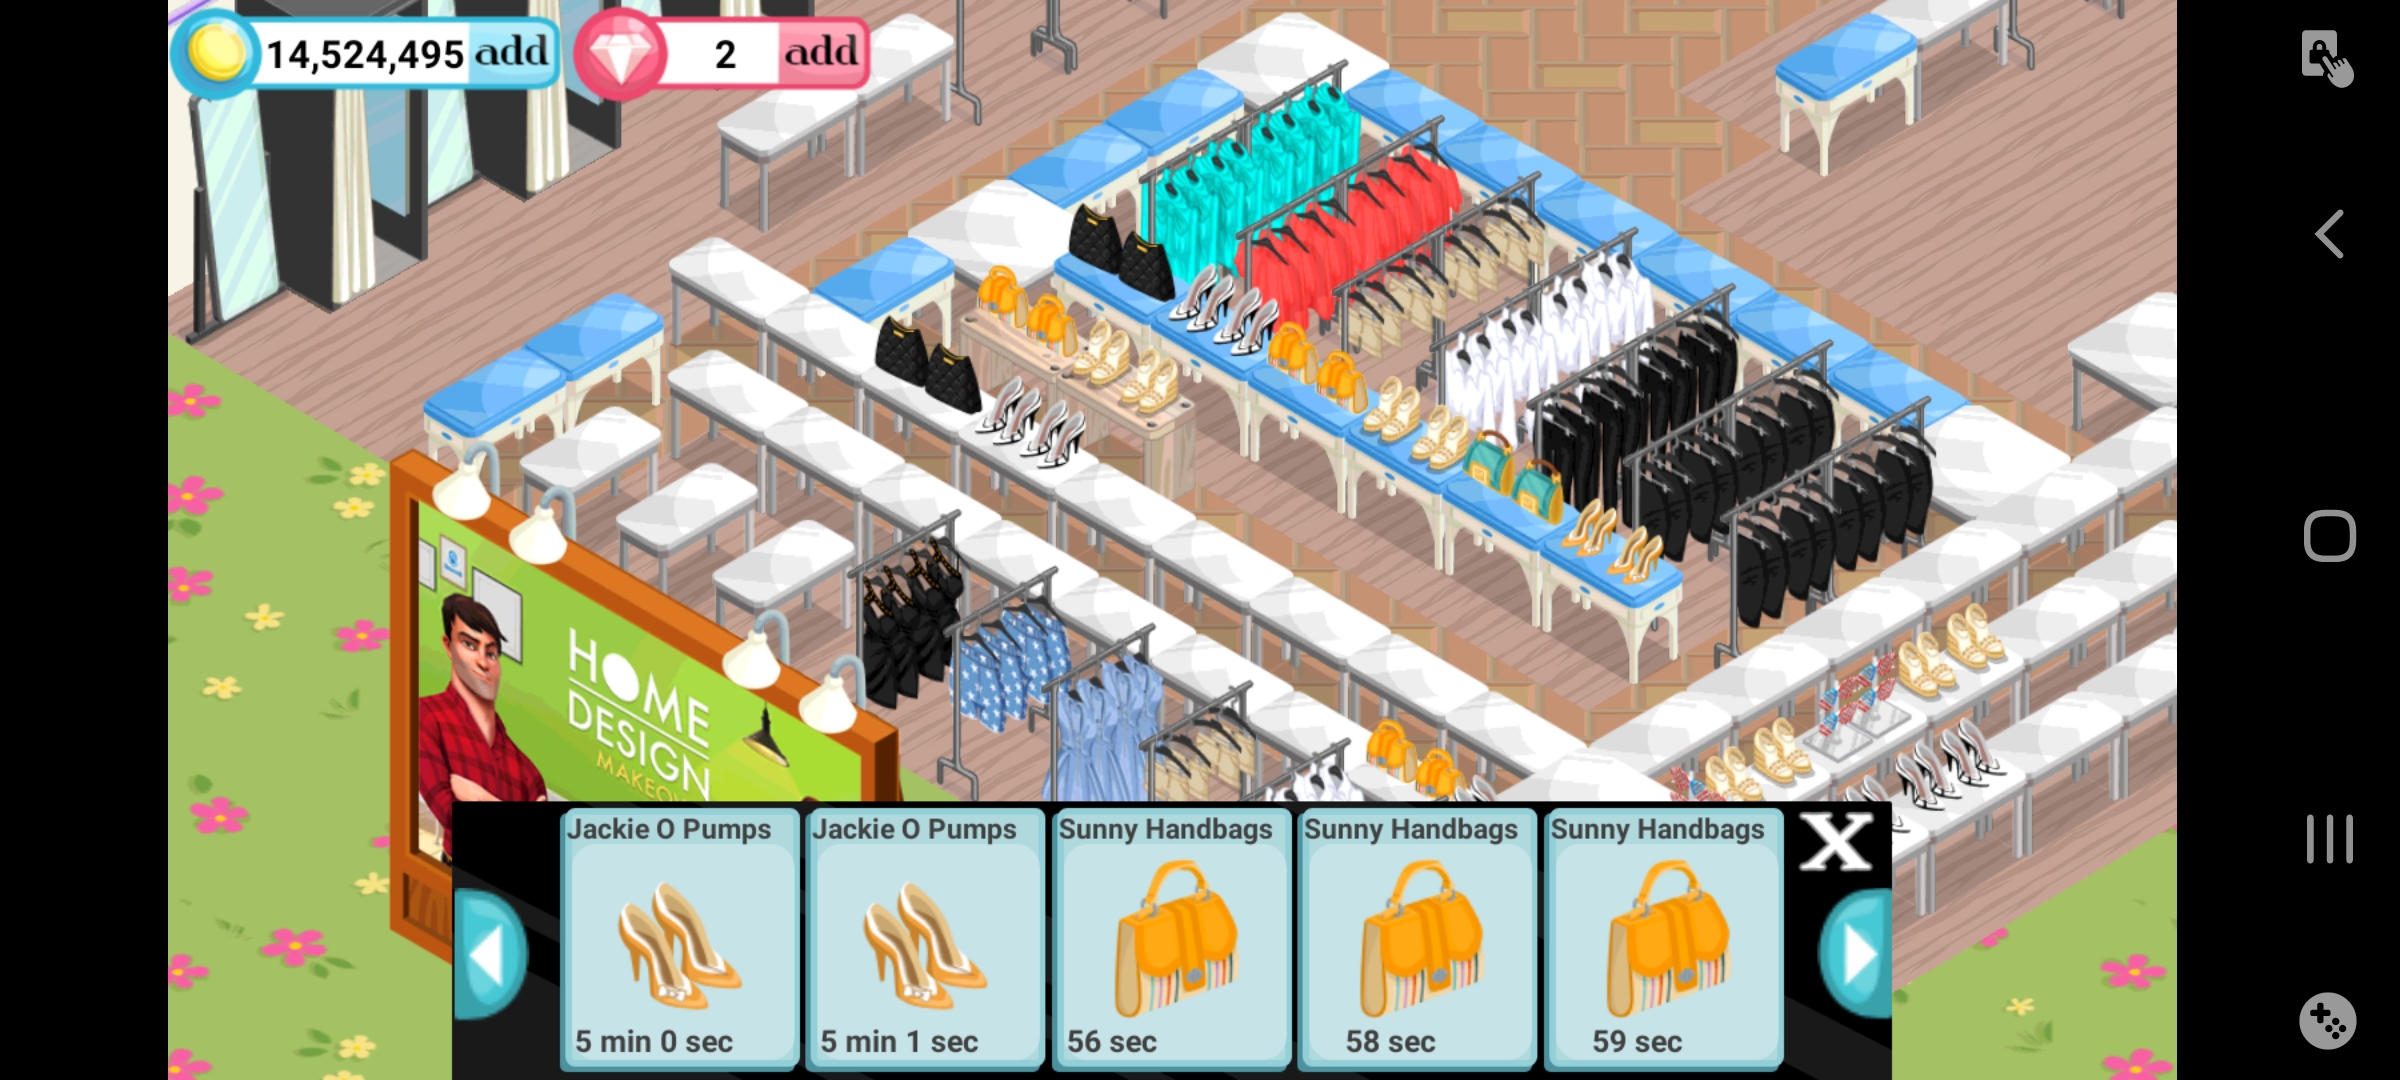 14,524,495 add
2 add
HOME
DESIGN
Jackie O Pumps
5 min 0 sec
Jackie O Pumps
5 min 1 sec
Sunny Handbags
56 sec
Sunny Handbags
58 sec
Sunny Handbags
59 sec
X